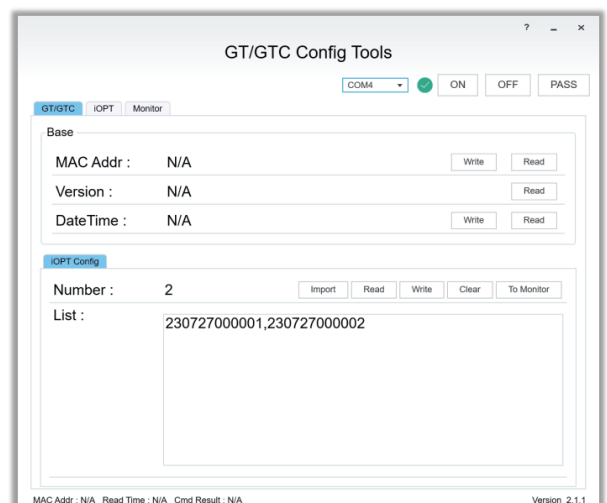 ? _ ×
GT/GTC Config Tools
COM4 ON OFF PASS
GT/GTC iOPT Monitor
Base
MAC Addr : N/A Write Read
Version : N/A Read
DateTime : N/A Write Read
iOPT Config
Number : 2 Import Read Write Clear To Monitor
List :
230727000001,230727000002
MAC Addr : N/A Read Time : N/A Cmd Result : N/A Version 2.1.1